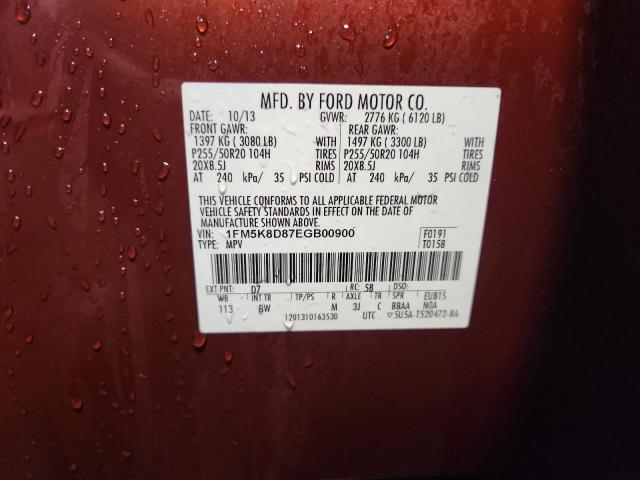 MFD. BY FORD MOTOR CO.
DATE: 10/13 GVWR: 2776 KG ( 6120 LB)
FRONT GAWR: REAR GAWR:
1397 KG ( 3080 LB) WITH 1497 KG ( 3300 LB) WITH
P255/50R20 104H TIRES P255/50R20 104H TIRES
20X8.5J RIMS 20X8.5J RIMS
AT 240 kPa/ 35 PSI COLD AT 240 kPa/ 35 PSI COLD
THIS VEHICLE CONFORMS TO ALL APPLICABLE FEDERAL MOTOR
VEHICLE SAFETY STANDARDS IN EFFECT ON THE DATE OF
MANUFACTURE SHOWN ABOVE.
VIN: 1FM5K8D87EGB00900 F0191
TYPE: MPV T0158
EXT PNT: D7 RC: 58 DSO:
WB INT TR TP/PS R AXLE TR SPR EUB15
113 BW M 3J C BBAA NGA
1201310163530 UTC 5U5A-1520472-BA